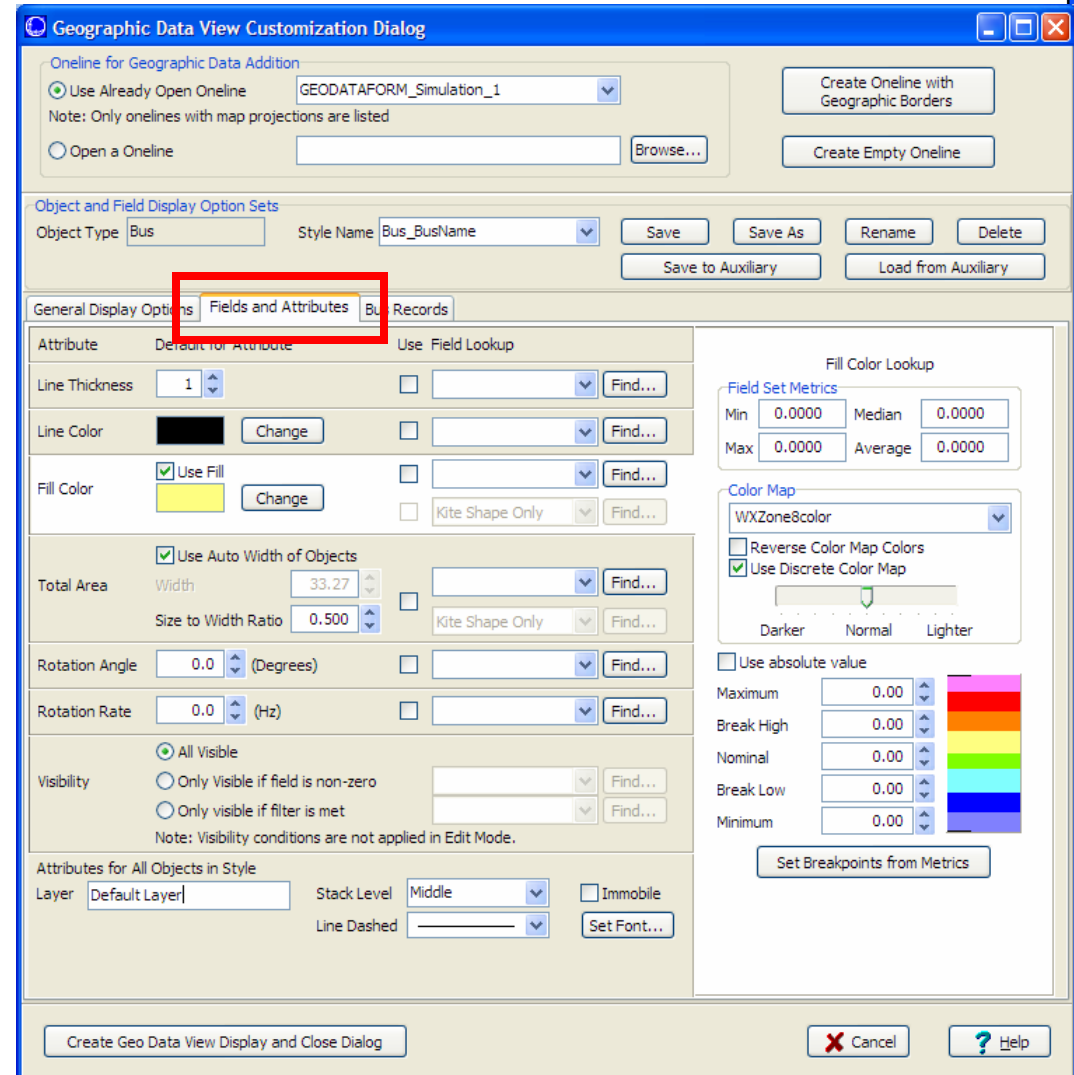 Geographic Data View Customization Dialog
Oneline for Geographic Data Addition
Use Already Open Oneline GEODATAFORM_Simulation_1
Note: Only onelines with map projections are listed
Open a Oneline Browse...
Create Oneline with
Geographic Borders
Create Empty Oneline
Object and Field Display Option Sets
Object Type Bus Style Name Bus_BusName Save Save As Rename Delete
Save to Auxiliary Load from Auxiliary
General Display Options Fields and Attributes Bus Records
Attribute Default for Attribute Use Field Lookup
Line Thickness 1 Find...
Line Color Change Find...
Fill Color Use Fill Change Find...
Kite Shape Only Find...
Use Auto Width of Objects
Total Area Width 33.27 Find...
Size to Width Ratio 0.500 Kite Shape Only Find...
Rotation Angle 0.0 (Degrees) Find...
Rotation Rate 0.0 (Hz) Find...
All Visible
Visibility Only Visible if field is non-zero Find...
Only visible if filter is met Find...
Note: Visibility conditions are not applied in Edit Mode.
Attributes for All Objects in Style
Layer Default Layer Stack Level Middle Immobile
Line Dashed Set Font...
Fill Color Lookup
Field Set Metrics
Min 0.0000 Median 0.0000
Max 0.0000 Average 0.0000
Color Map
WXZone8color
Reverse Color Map Colors
Use Discrete Color Map
Darker Normal Lighter
Use absolute value
Maximum 0.00
Break High 0.00
Nominal 0.00
Break Low 0.00
Minimum 0.00
Set Breakpoints from Metrics
Create Geo Data View Display and Close Dialog Cancel ? Help